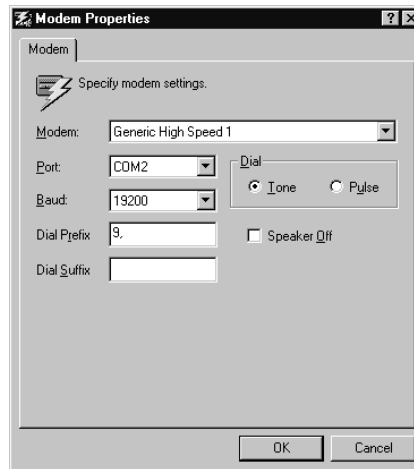 Modem Properties
Modem
Specify modem settings.
Modem: Generic High Speed 1
Port: COM2
Dial
Tone Pulse
Baud: 19200
Dial Prefix 9,
Speaker Off
Dial Suffix
OK Cancel